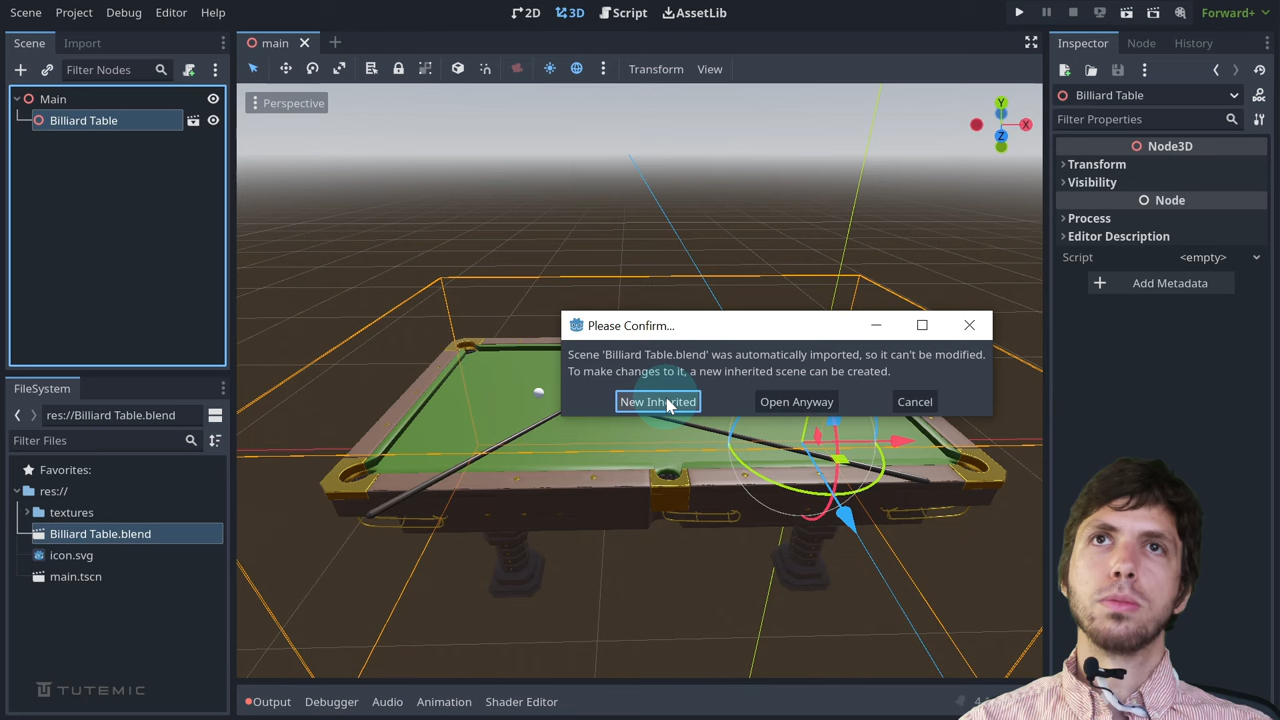 Scene Project Debug Editor Help
2D 3D Script AssetLib
Forward+
Scene Import
Filter Nodes
Main
Billiard Table
FileSystem
res://Billiard Table.blend
Filter Files
Favorites:
res://
textures
Billiard Table.blend
icon.svg
main.tscn
TUTEMIC
main
Transform View
Perspective
Y
X
Z
Please Confirm...
Scene 'Billiard Table.blend' was automatically imported, so it can't be modified.
To make changes to it, a new inherited scene can be created.
New Inherited Open Anyway Cancel
Output Debugger Audio Animation Shader Editor
Inspector Node History
Billiard Table
Filter Properties
Node3D
Transform
Visibility
Node
Process
Editor Description
Script <empty>
Add Metadata